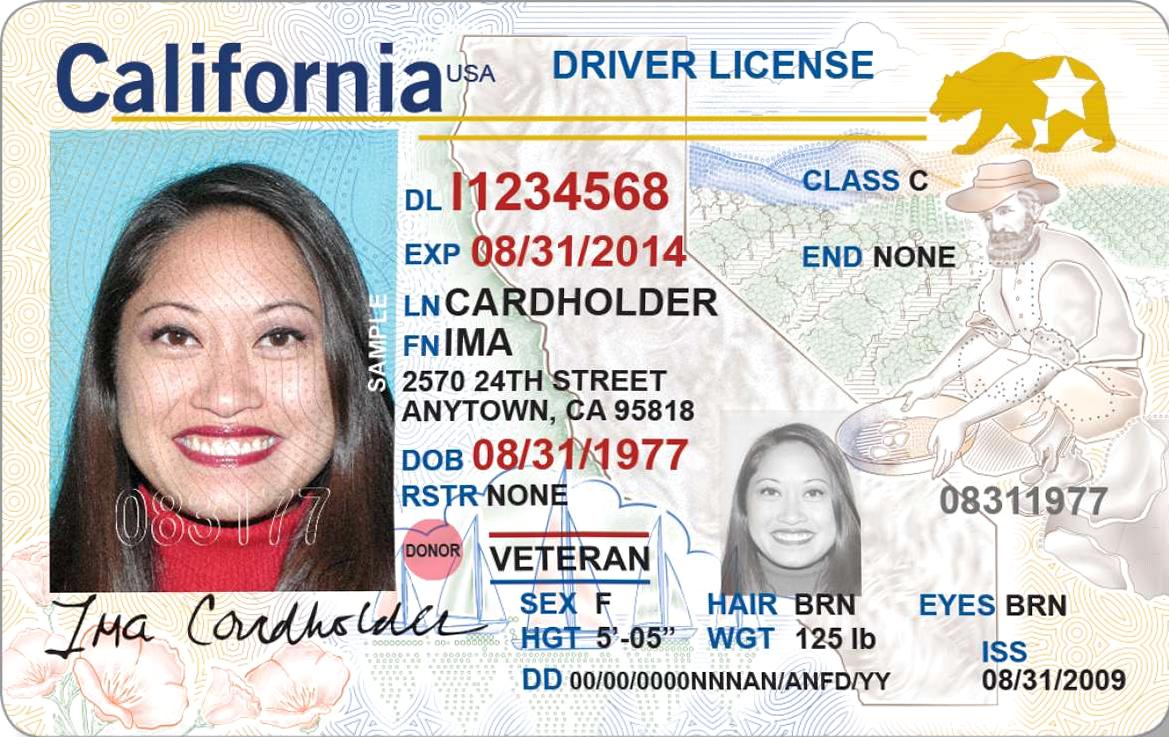 California USA DRIVER LICENSE
DL I1234568 CLASS C
EXP 08/31/2014 END NONE
LN CARDHOLDER
FN IMA
2570 24TH STREET
ANYTOWN, CA 95818
DOB 08/31/1977
RSTR NONE
08311977
SAMPLE
083177
DONOR
VETERAN
SEX F HAIR BRN EYES BRN
HGT 5'-05" WGT 125 lb
ISS
DD 00/00/0000NNNAN/ANFD/YY 08/31/2009
Ima Cardholder